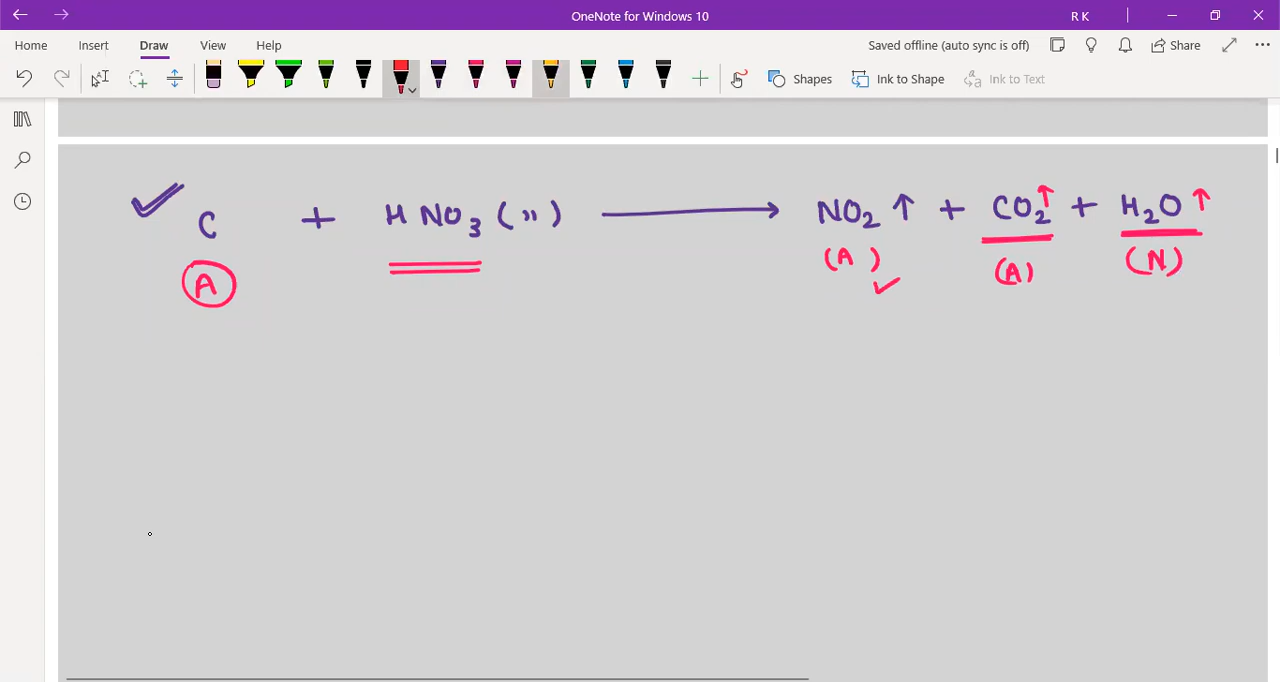 OneNote for Windows 10
R K
Home Insert Draw View Help
Saved offline (auto sync is off) Share
Shapes Ink to Shape Ink to Text
C + HNO₃ (") ⟶ NO₂ ↑ + CO₂ ↑ + H₂O ↑
A (A) (A) (N)